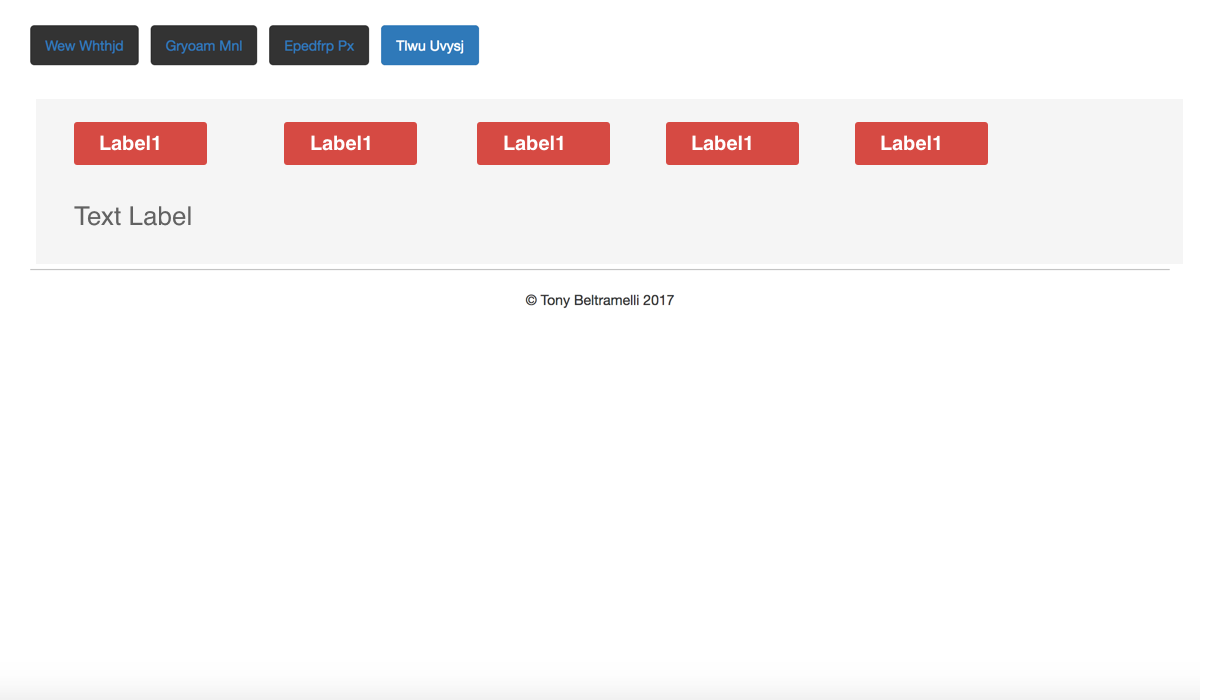 Wew Whthjd Gryoam Mnl Epedfrp Px Tlwu Uvysj
Label1 Label1 Label1 Label1 Label1
Text Label
© Tony Beltramelli 2017